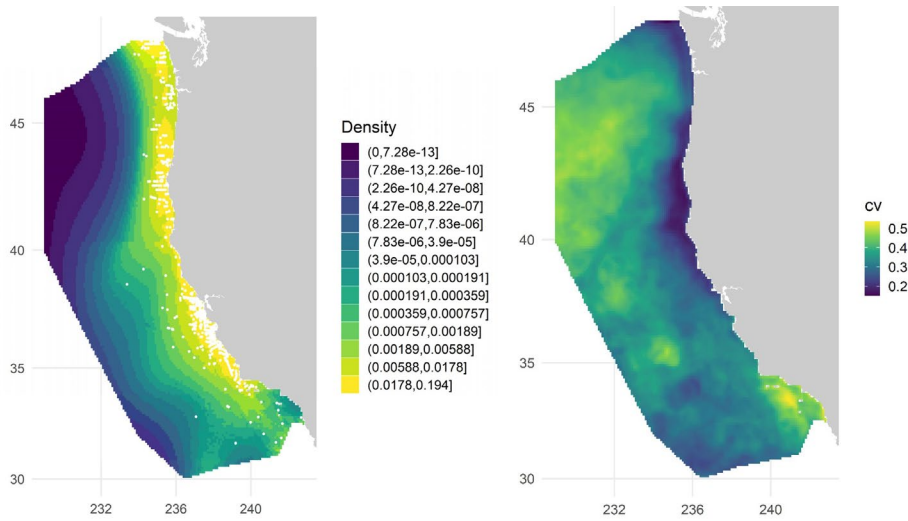 45
40
35
30
232
236
240
Density
(0,7.28e-13]
(7.28e-13,2.26e-10]
(2.26e-10,4.27e-08]
(4.27e-08,8.22e-07]
(8.22e-07,7.83e-06]
(7.83e-06,3.9e-05]
(3.9e-05,0.000103]
(0.000103,0.000191]
(0.000191,0.000359]
(0.000359,0.000757]
(0.000757,0.00189]
(0.00189,0.00588]
(0.00588,0.0178]
(0.0178,0.194]
45
40
35
30
232
236
240
cv
0.5
0.4
0.3
0.2